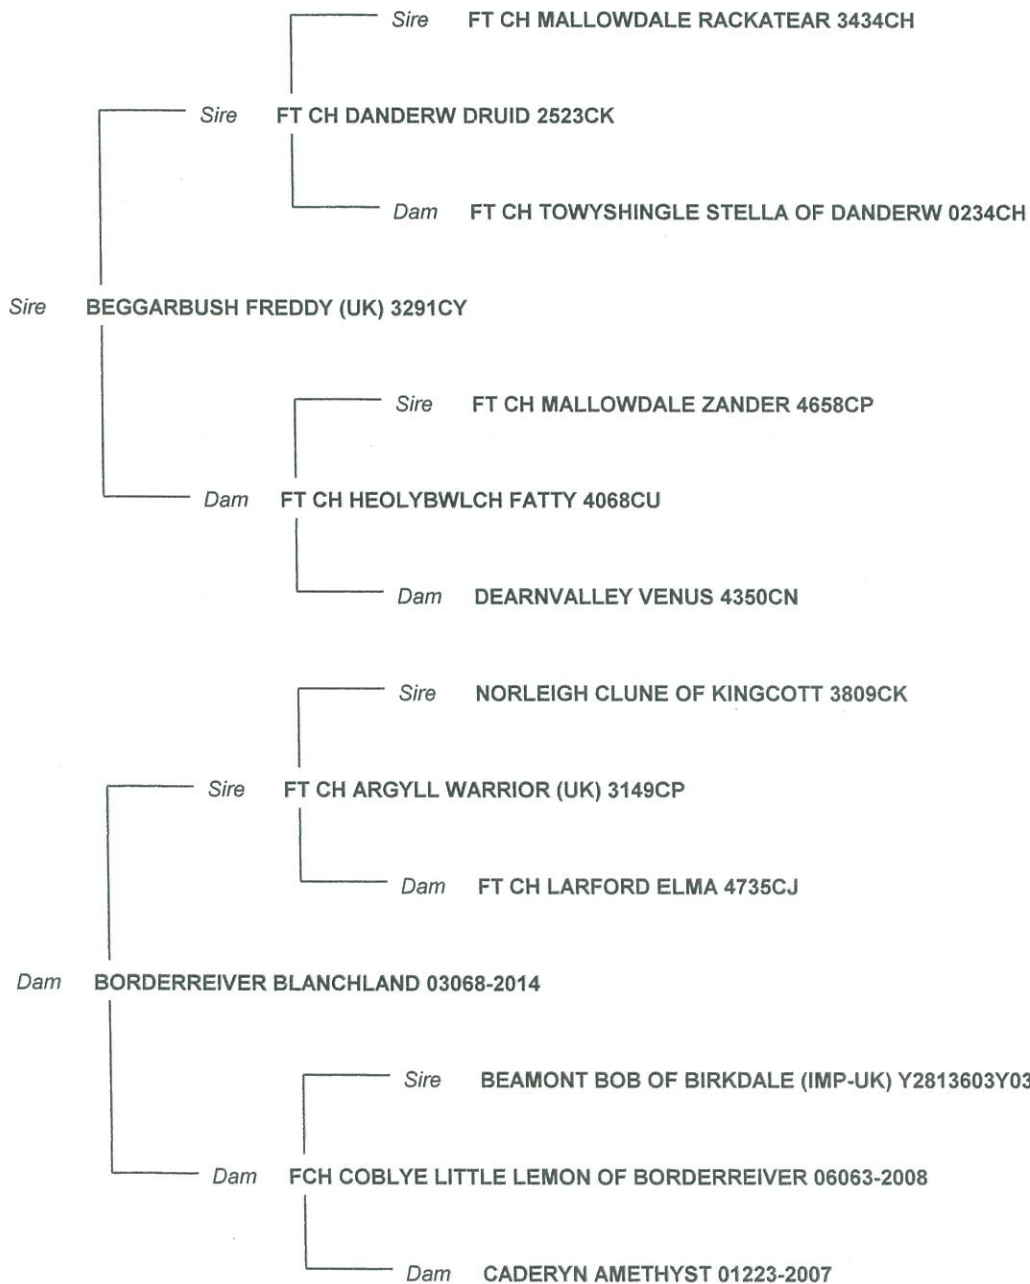 Sire FT CH MALLOWDALE RACKATEAR 3434CH
Sire FT CH DANDERW DRUID 2523CK
Dam FT CH TOWYSHINGLE STELLA OF DANDERW 0234CH
Sire BEGGARBUSH FREDDY (UK) 3291CY
Sire FT CH MALLOWDALE ZANDER 4658CP
Dam FT CH HEOLYBWLCH FATTY 4068CU
Dam DEARNVALLEY VENUS 4350CN
Sire NORLEIGH CLUNE OF KINGCOTT 3809CK
Sire FT CH ARGYLL WARRIOR (UK) 3149CP
Dam FT CH LARFORD ELMA 4735CJ
Dam BORDERREIVER BLANCHLAND 03068-2014
Sire BEAMONT BOB OF BIRKDALE (IMP-UK) Y2813603Y03
Dam FCH COBLYE LITTLE LEMON OF BORDERREIVER 06063-2008
Dam CADERYN AMETHYST 01223-2007